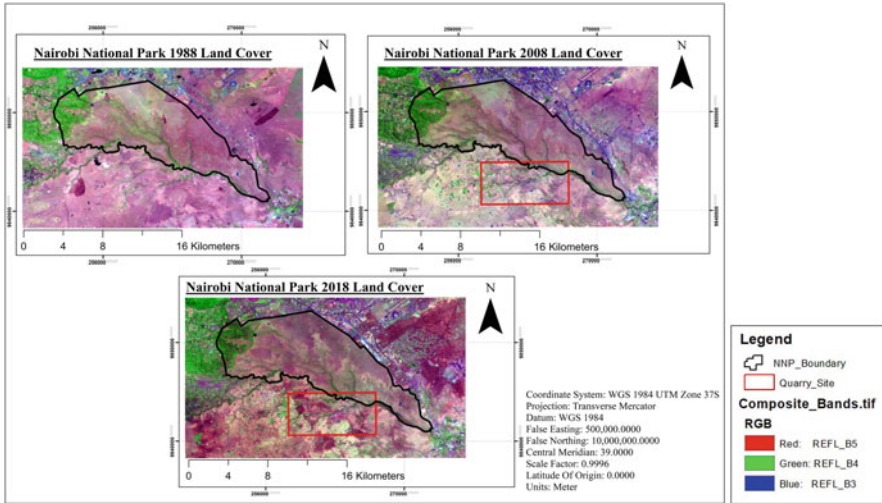 Nairobi National Park 1988 Land Cover
N
0 4 8 16 Kilometers
Nairobi National Park 2008 Land Cover
N
0 4 8 16 Kilometers
Nairobi National Park 2018 Land Cover
N
0 4 8 16 Kilometers
Coordinate System: WGS 1984 UTM Zone 37S
Projection: Transverse Mercator
Datum: WGS 1984
False Easting: 500,000.0000
False Northing: 10,000,000.0000
Central Meridian: 39.0000
Scale Factor: 0.9996
Latitude Of Origin: 0.0000
Units: Meter
Legend
NNP_Boundary
Quarry_Site
Composite_Bands.tif
RGB
Red: REFL_B5
Green: REFL_B4
Blue: REFL_B3